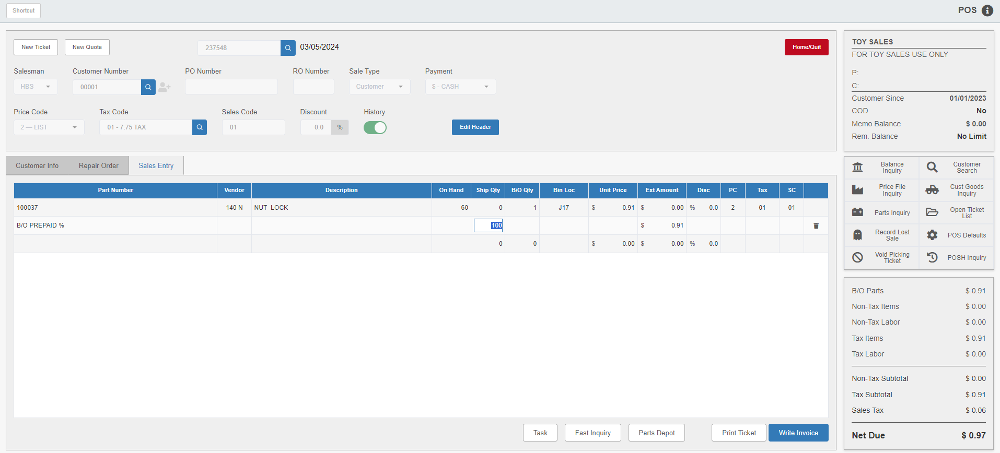 Shortcut
POS
New Ticket
New Quote
237548
03/05/2024
Home/Quit
Salesman
Customer Number
PO Number
RO Number
Sale Type
Payment
HBS
00001
Customer
$ - CASH
Price Code
Tax Code
Sales Code
Discount
History
2 — LIST
01 - 7.75 TAX
01
0.0
%
Edit Header
Customer Info
Repair Order
Sales Entry
Part Number Vendor Description On Hand Ship Qty B/O Qty Bin Loc Unit Price Ext Amount Disc PC Tax SC
100037 140 N NUT LOCK 60 0 1 J17 $ 0.91 $ 0.00 % 0.0 2 01 01
B/O PREPAID % 100 $ 0.91
0 0 $ 0.00 $ 0.00 % 0.0
Task
Fast Inquiry
Parts Depot
Print Ticket
Write Invoice
TOY SALES
FOR TOY SALES USE ONLY
P:
C:
Customer Since 01/01/2023
COD No
Memo Balance $ 0.00
Rem. Balance No Limit
Balance
Inquiry
Customer
Search
Price File
Inquiry
Cust Goods
Inquiry
Parts Inquiry
Open Ticket
List
Record Lost
Sale
POS Defaults
Void Picking
Ticket
POSH Inquiry
B/O Parts $ 0.91
Non-Tax Items $ 0.00
Non-Tax Labor $ 0.00
Tax Items $ 0.91
Tax Labor $ 0.00
Non-Tax Subtotal $ 0.00
Tax Subtotal $ 0.91
Sales Tax $ 0.06
Net Due $ 0.97